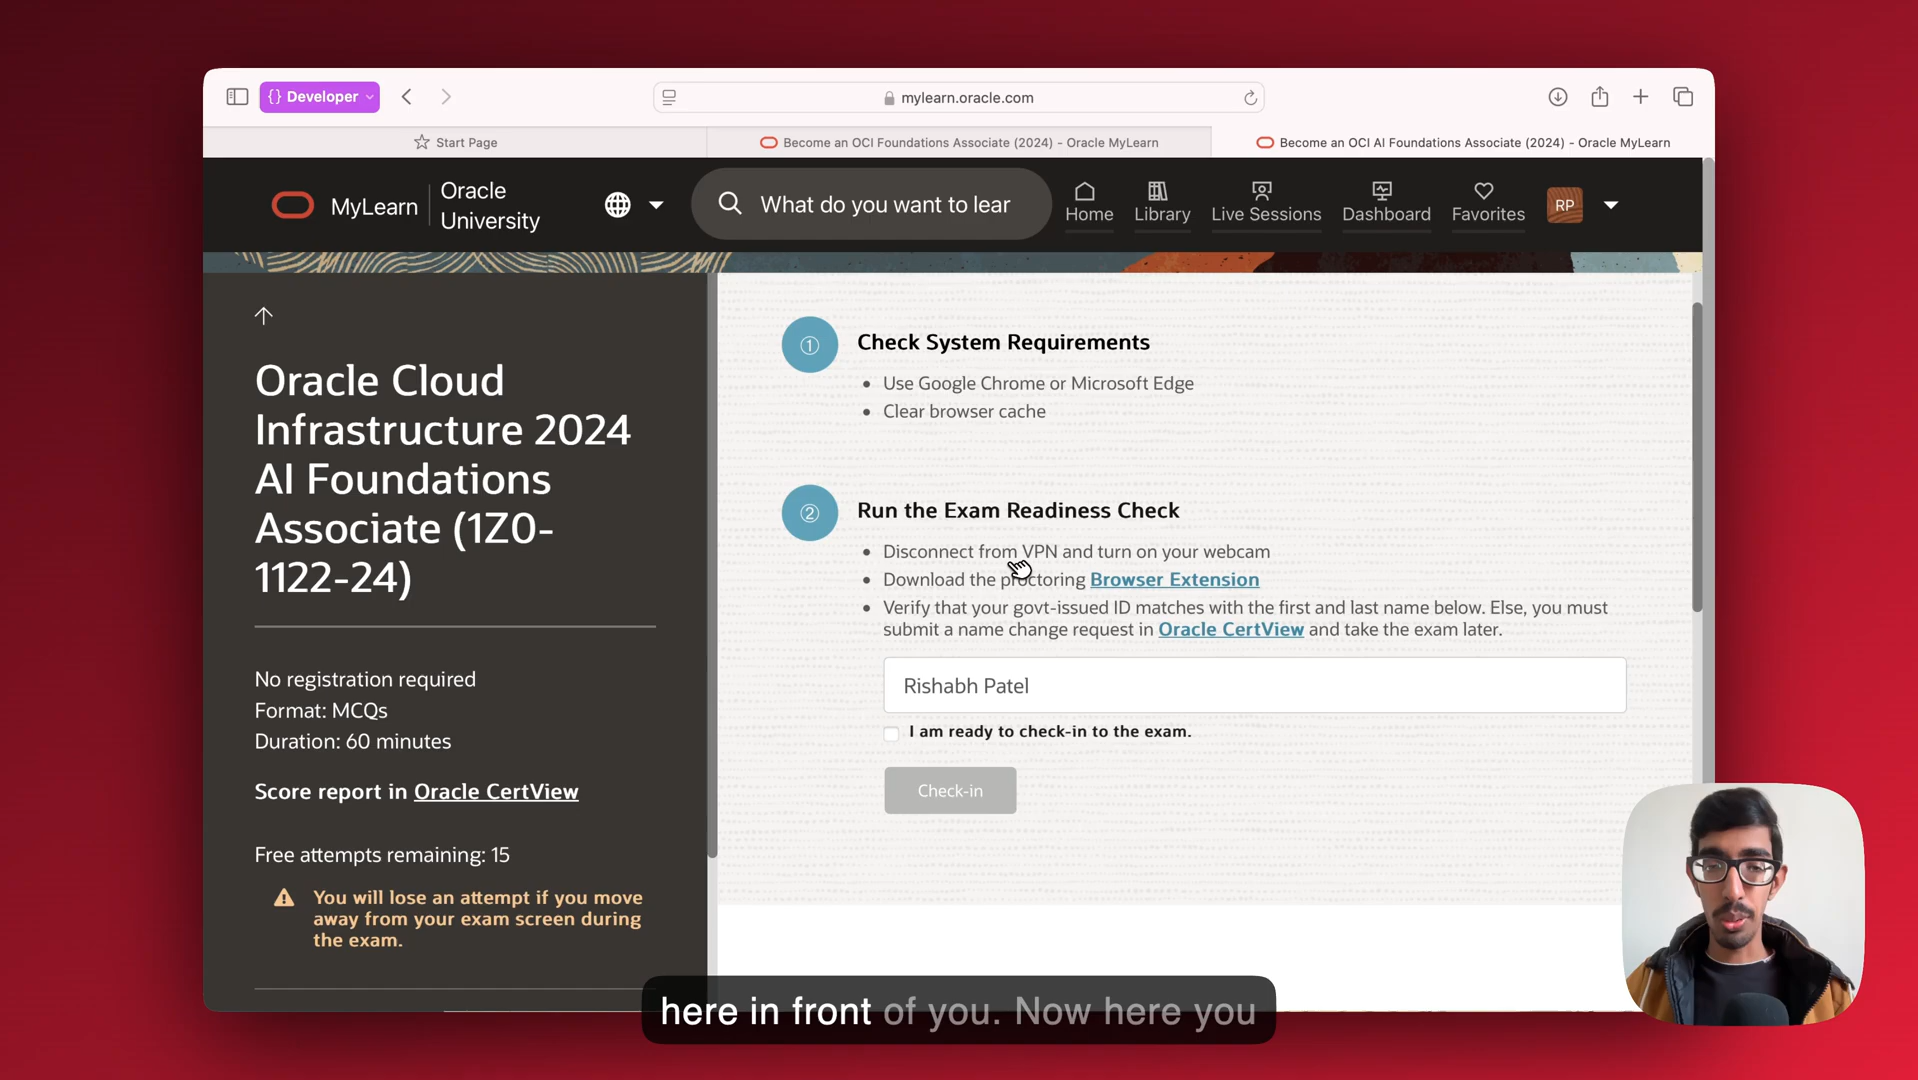 {} Developer
mylearn.oracle.com
Start Page
Become an OCI Foundations Associate (2024) - Oracle MyLearn
Become an OCI AI Foundations Associate (2024) - Oracle MyLearn
MyLearn
Oracle
University
What do you want to lear
Home
Library
Live Sessions
Dashboard
Favorites
RP
Oracle Cloud
Infrastructure 2024
AI Foundations
Associate (1Z0-
1122-24)
No registration required
Format: MCQs
Duration: 60 minutes
Score report in Oracle CertView
Free attempts remaining: 15
You will lose an attempt if you move
away from your exam screen during
the exam.
①
Check System Requirements
• Use Google Chrome or Microsoft Edge
• Clear browser cache
②
Run the Exam Readiness Check
• Disconnect from VPN and turn on your webcam
• Download the proctoring Browser Extension
• Verify that your govt-issued ID matches with the first and last name below. Else, you must
submit a name change request in Oracle CertView and take the exam later.
Rishabh Patel
I am ready to check-in to the exam.
Check-in
here in front of you. Now here you